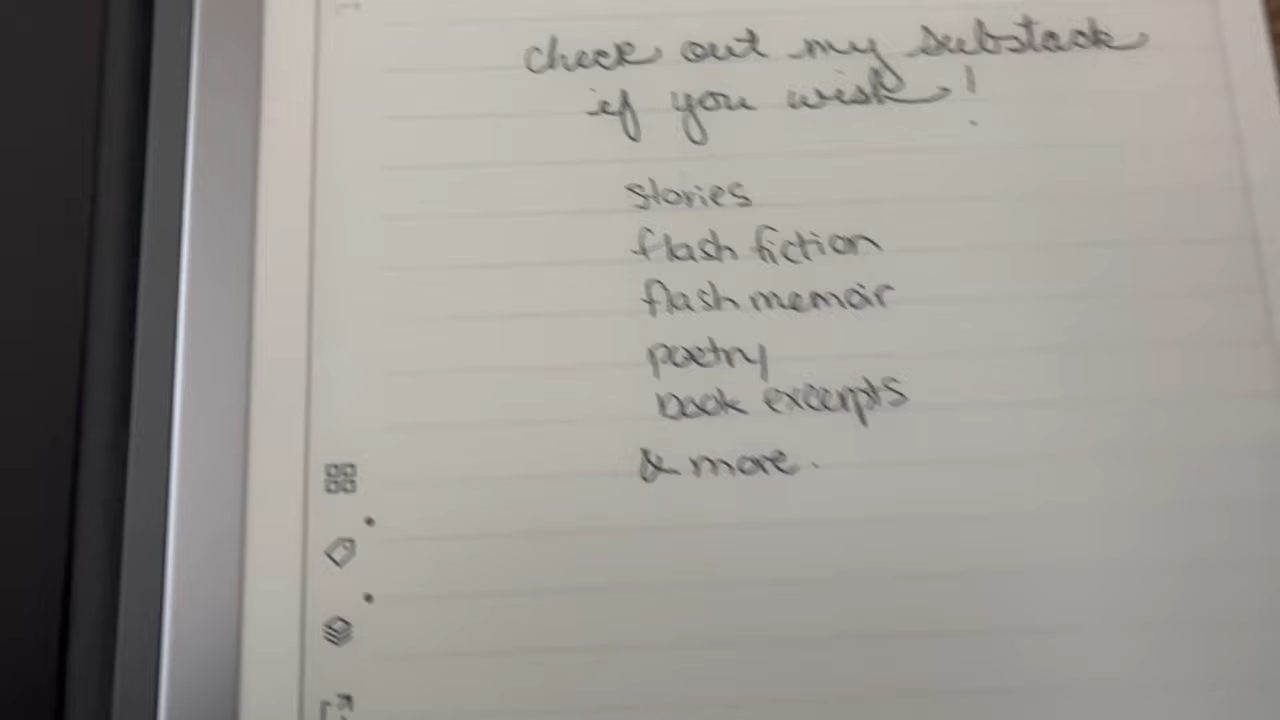 check out my substack
if you wish!
stories
flash fiction
flash memoir
poetry
book excerpts
& more.